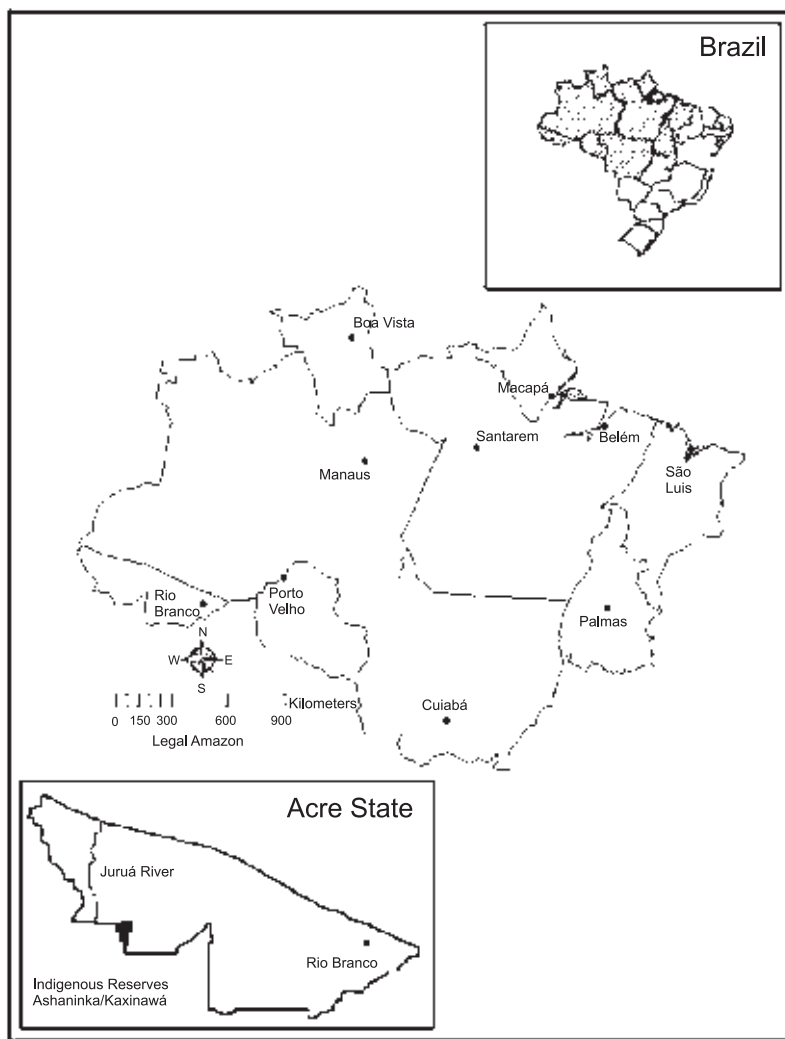 Brazil
Boa Vista
Macapá
Santarem
Belém
Manaus
São
Luis
Rio
Branco
Porto
Velho
Palmas
N
W E
S
Kilometers
0 150 300 600 900
Legal Amazon
Cuiabá
Acre State
Juruá River
Rio Branco
Indigenous Reserves
Ashaninka/Kaxinawá